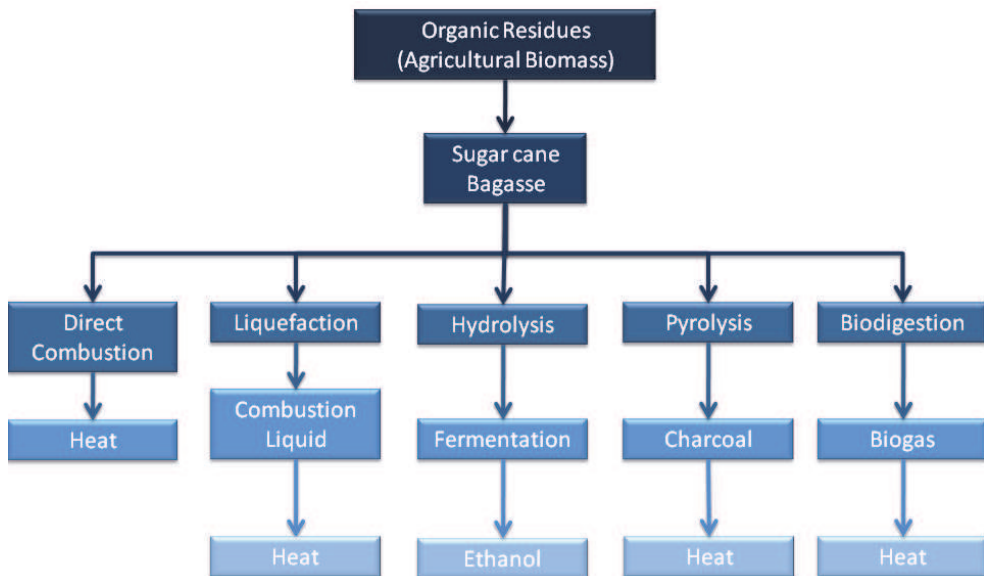 Organic Residues
(Agricultural Biomass)
Sugar cane
Bagasse
Direct
Combustion
Liquefaction
Hydrolysis
Pyrolysis
Biodigestion
Heat
Combustion
Liquid
Fermentation
Charcoal
Biogas
Heat
Ethanol
Heat
Heat